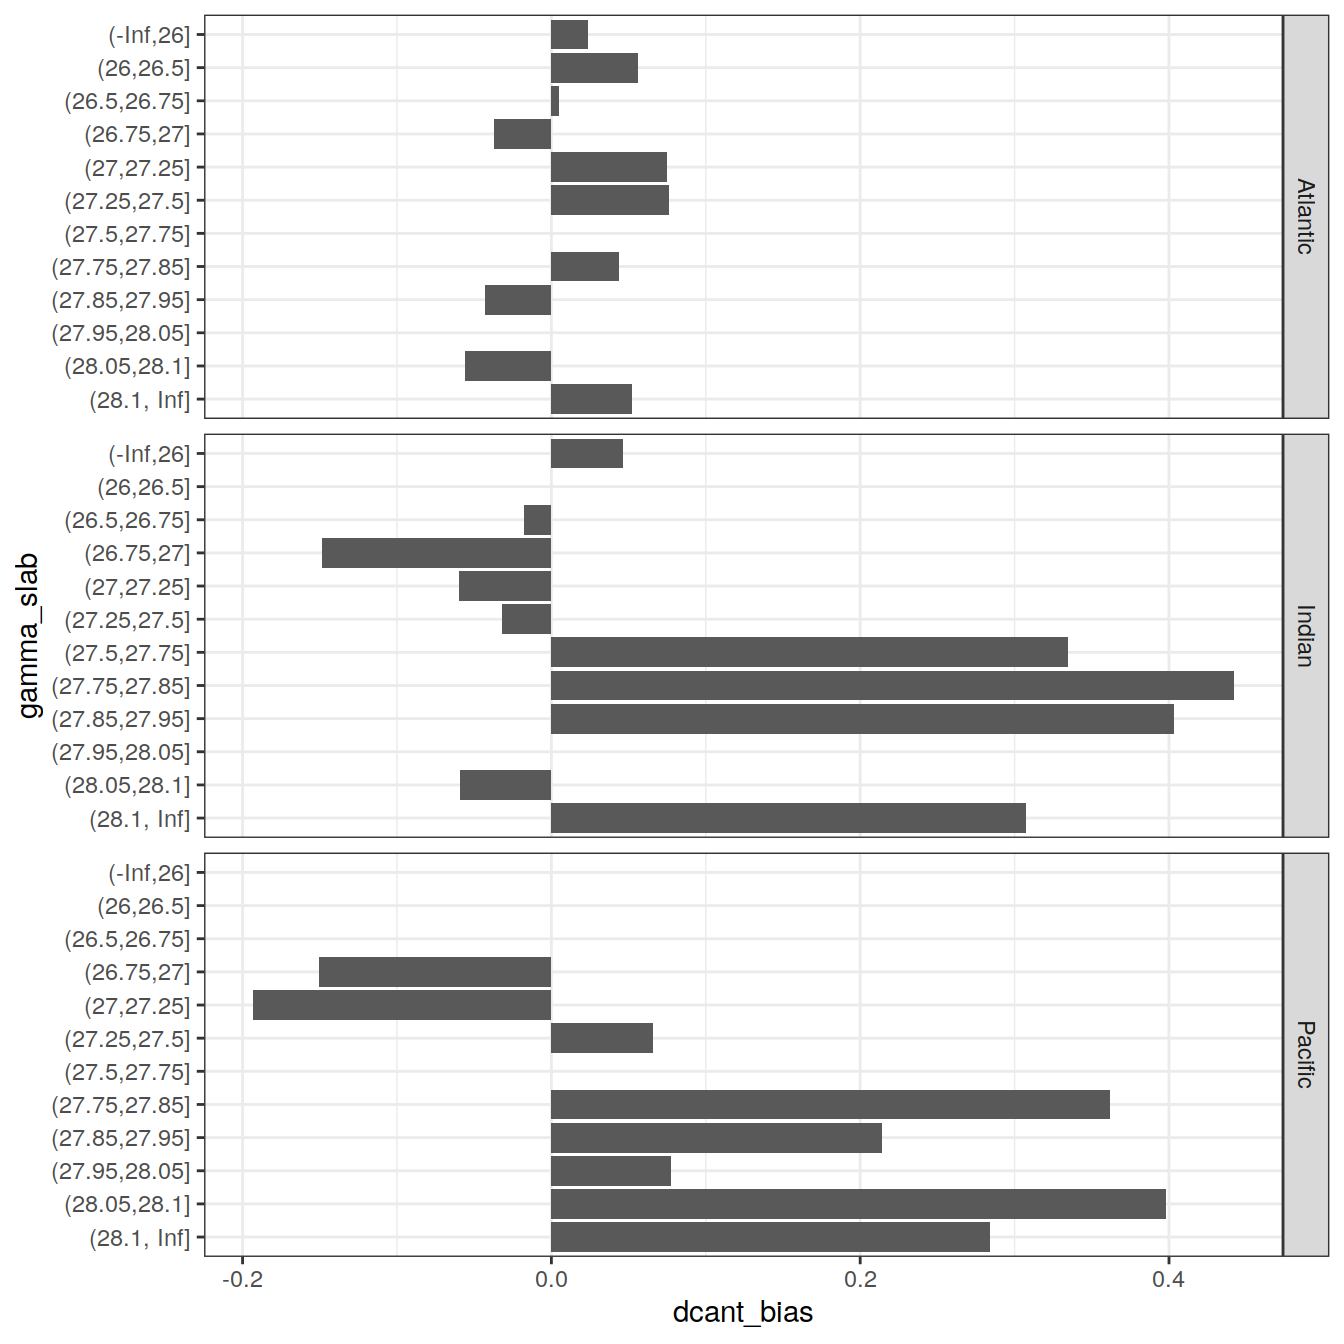 (-Inf,26]
(26,26.5]
(26.5,26.75]
(26.75,27]
(27,27.25]
(27.25,27.5]
(27.5,27.75]
(27.75,27.85]
(27.85,27.95]
(27.95,28.05]
(28.05,28.1]
(28.1, Inf]
Atlantic
gamma_slab
(-Inf,26]
(26,26.5]
(26.5,26.75]
(26.75,27]
(27,27.25]
(27.25,27.5]
(27.5,27.75]
(27.75,27.85]
(27.85,27.95]
(27.95,28.05]
(28.05,28.1]
(28.1, Inf]
Indian
(-Inf,26]
(26,26.5]
(26.5,26.75]
(26.75,27]
(27,27.25]
(27.25,27.5]
(27.5,27.75]
(27.75,27.85]
(27.85,27.95]
(27.95,28.05]
(28.05,28.1]
(28.1, Inf]
Pacific
-0.2 0.0 0.2 0.4
dcant_bias